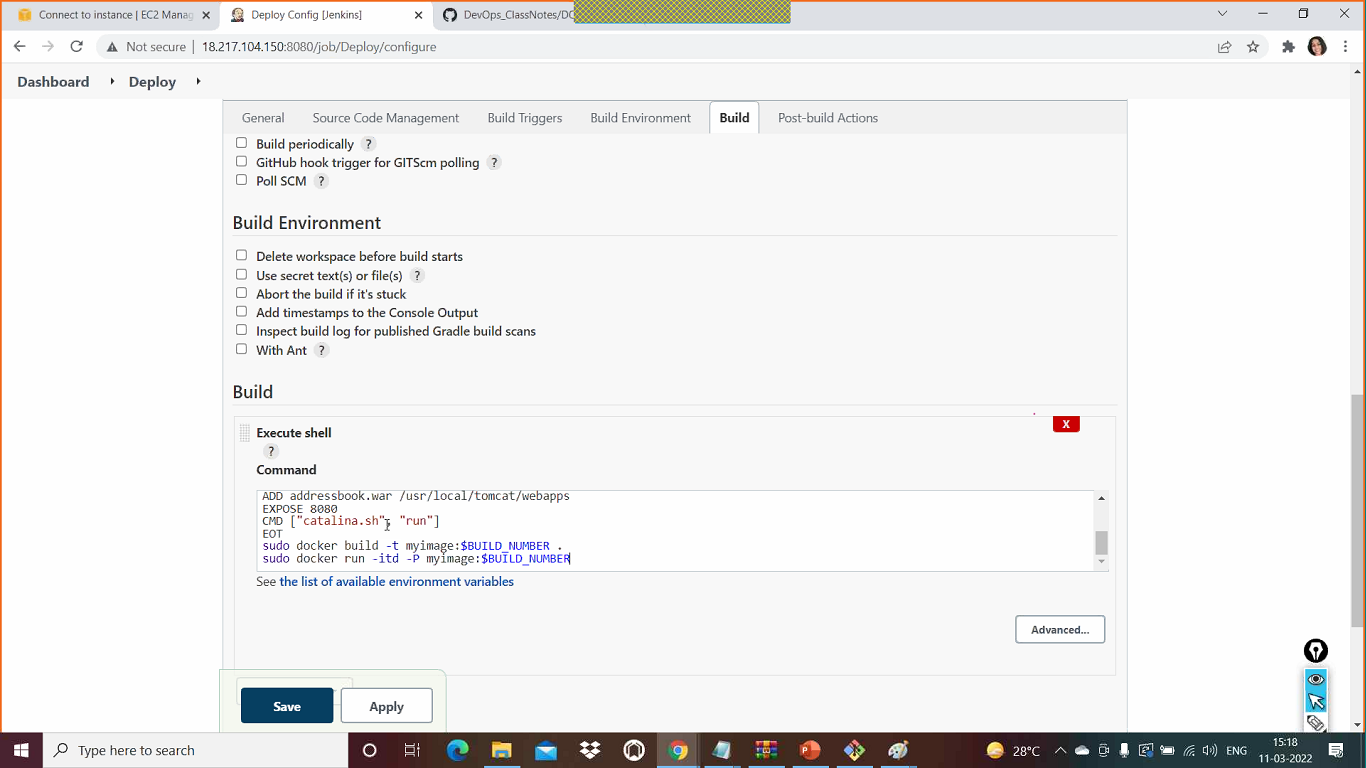 Connect to instance | EC2 Manag
Deploy Config [Jenkins]
DevOps_ClassNotes/DO
Not secure | 18.217.104.150:8080/job/Deploy/configure
Dashboard
Deploy
General
Source Code Management
Build Triggers
Build Environment
Build
Post-build Actions
Build periodically ?
GitHub hook trigger for GITScm polling ?
Poll SCM ?
Build Environment
Delete workspace before build starts
Use secret text(s) or file(s) ?
Abort the build if it's stuck
Add timestamps to the Console Output
Inspect build log for published Gradle build scans
With Ant ?
Build
X
Execute shell
?
Command
ADD addressbook.war /usr/local/tomcat/webapps
EXPOSE 8080
CMD ["catalina.sh", "run"]
EOT
sudo docker build -t myimage:$BUILD_NUMBER .
sudo docker run -itd -P myimage:$BUILD_NUMBER
See the list of available environment variables
Advanced...
Save
Apply
Type here to search
28°C
ENG
15:18
11-03-2022